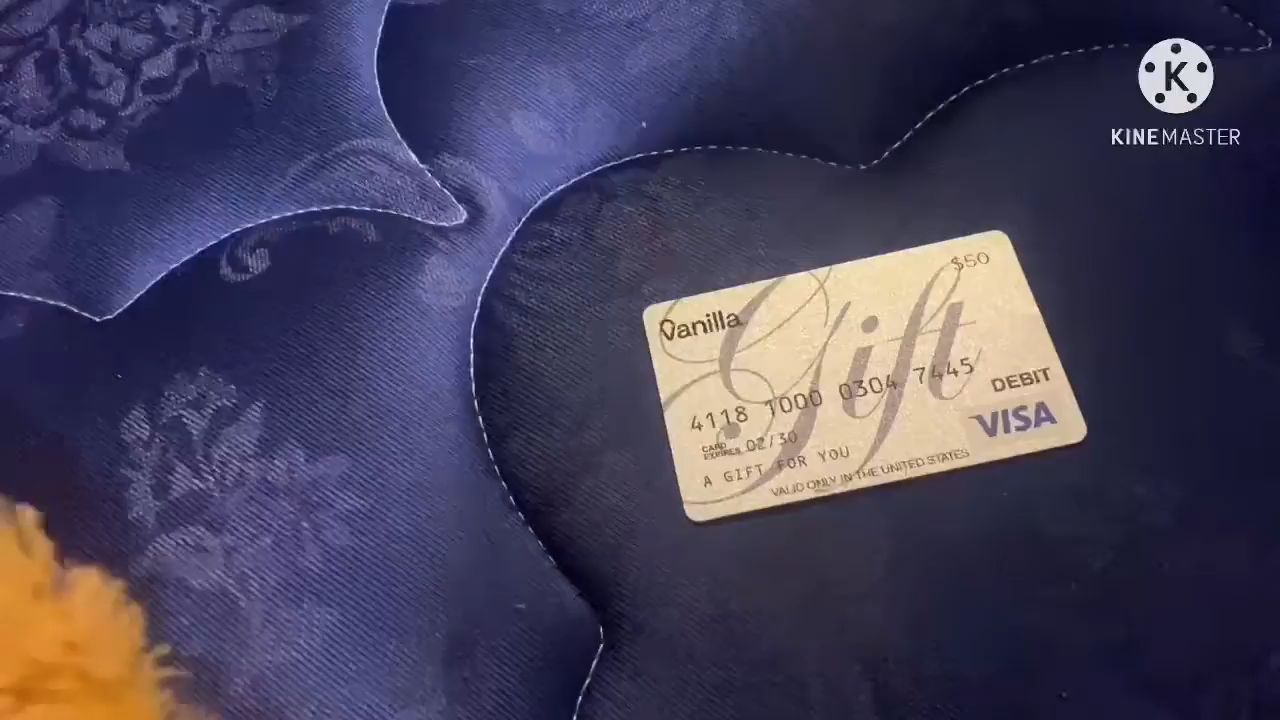 K
KINEMASTER
$50
Vanilla
Gift
4118 1000 0304 7445
DEBIT
CARD EXPIRES 02/30
VISA
A GIFT FOR YOU
VALID ONLY IN THE UNITED STATES